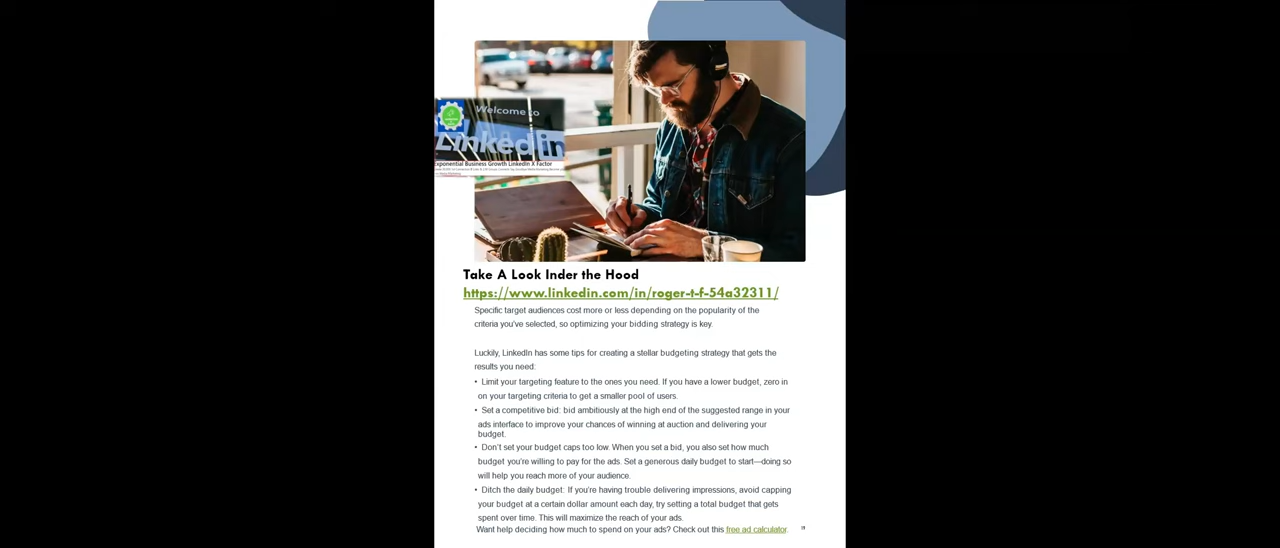 Welcome to
LinkedIn
Exponential Business Growth LinkedIn X Factor
Take A Look Inder the Hood
https://www.linkedin.com/in/roger-t-f-54a32311/
Specific target audiences cost more or less depending on the popularity of the
criteria you've selected, so optimizing your bidding strategy is key.
Luckily, LinkedIn has some tips for creating a stellar budgeting strategy that gets the
results you need:
• Limit your targeting feature to the ones you need. If you have a lower budget, zero in
on your targeting criteria to get a smaller pool of users.
• Set a competitive bid: bid ambitiously at the high end of the suggested range in your
ads interface to improve your chances of winning at auction and delivering your
budget.
• Don't set your budget caps too low. When you set a bid, you also set how much
budget you're willing to pay for the ads. Set a generous daily budget to start—doing so
will help you reach more of your audience.
• Ditch the daily budget: If you're having trouble delivering impressions, avoid capping
your budget at a certain dollar amount each day, try setting a total budget that gets
spent over time. This will maximize the reach of your ads.
Want help deciding how much to spend on your ads? Check out this free ad calculator.